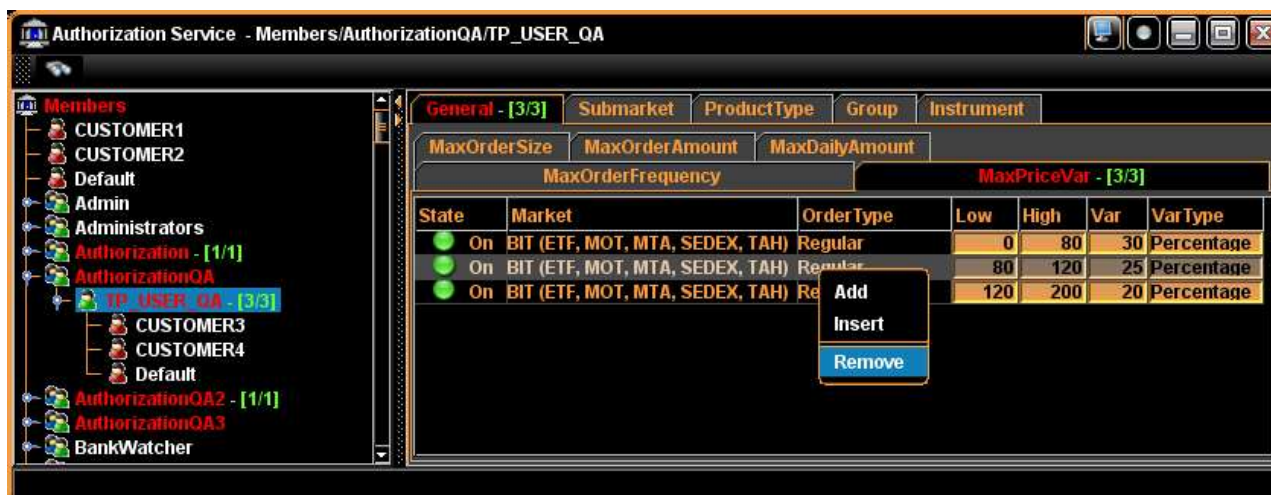 Authorization Service - Members/AuthorizationQA/TP_USER_QA
Members
CUSTOMER1
CUSTOMER2
Default
Admin
Administrators
Authorization - [1/1]
AuthorizationQA
TP_USER_QA - [3/3]
CUSTOMER3
CUSTOMER4
Default
AuthorizationQA2 - [1/1]
AuthorizationQA3
BankWatcher
General - [3/3] Submarket ProductType Group Instrument
MaxOrderSize MaxOrderAmount MaxDailyAmount
MaxOrderFrequency MaxPriceVar - [3/3]
State Market OrderType Low High Var VarType
On BIT (ETF, MOT, MTA, SEDEX, TAH) Regular 0 80 30 Percentage
On BIT (ETF, MOT, MTA, SEDEX, TAH) Regular 80 120 25 Percentage
On BIT (ETF, MOT, MTA, SEDEX, TAH) Re 120 200 20 Percentage
Add
Insert
Remove